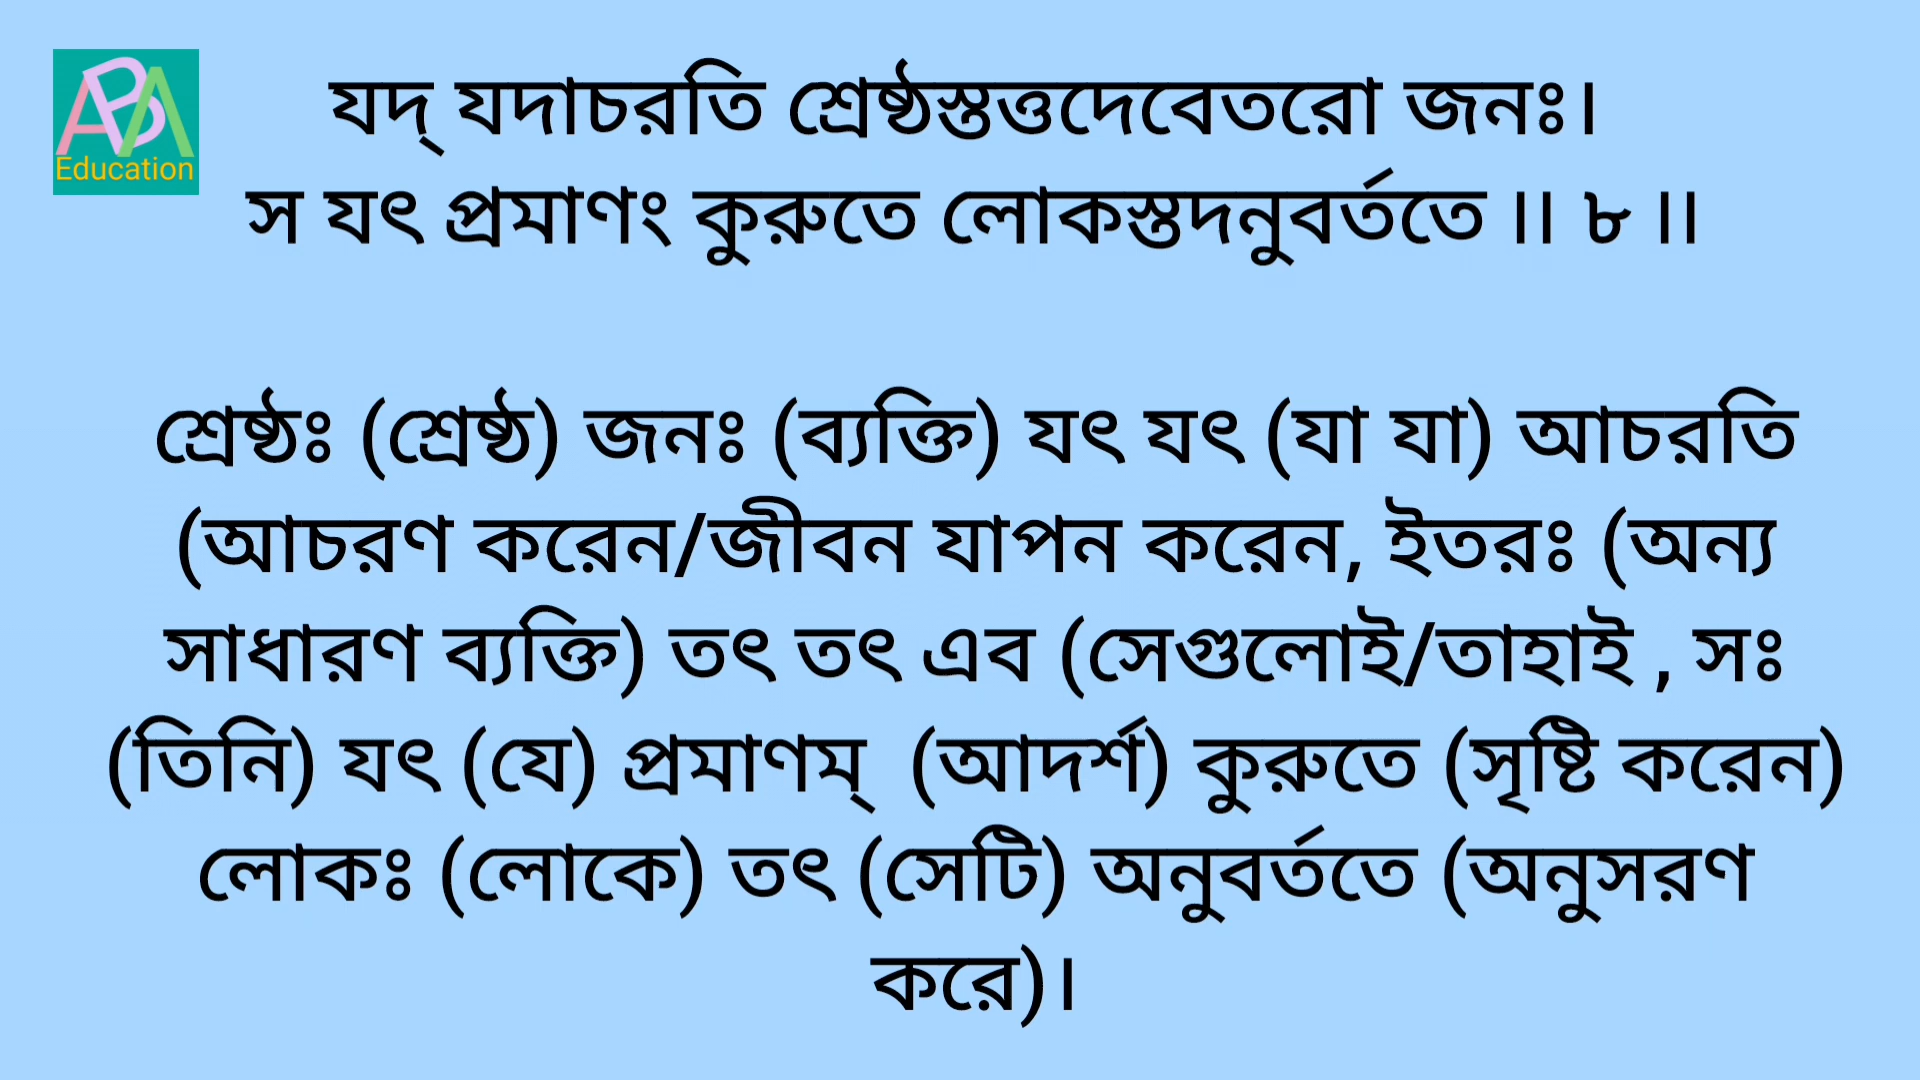 ABA
Education
যদ্ যদাচরতি শ্রেষ্ঠস্তত্তদেবেতরো জনঃ।
স যৎ প্রমাণং কুরুতে লোকস্তদনুবর্ততে ।। ৮ ।।
শ্রেষ্ঠঃ (শ্রেষ্ঠ) জনঃ (ব্যক্তি) যৎ যৎ (যা যা) আচরতি
(আচরণ করেন/জীবন যাপন করেন, ইতরঃ (অন্য
সাধারণ ব্যক্তি) তৎ তৎ এব (সেগুলোই/তাহাই , সঃ
(তিনি) যৎ (যে) প্রমাণম্ (আদর্শ) কুরুতে (সৃষ্টি করেন)
লোকঃ (লোকে) তৎ (সেটি) অনুবর্ততে (অনুসরণ
করে)।